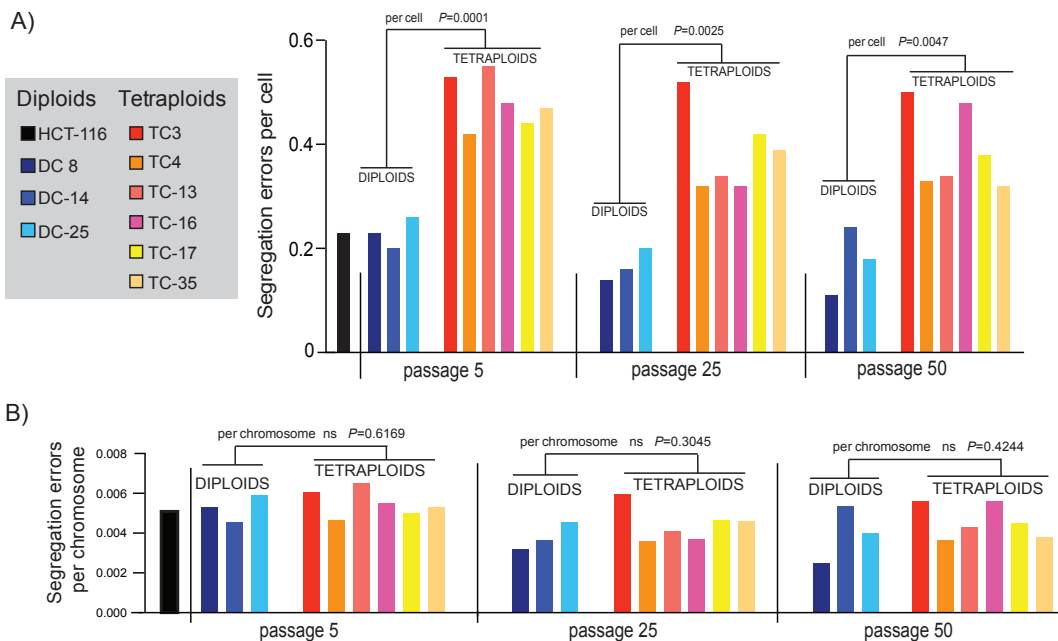 A)
Diploids Tetraploids
HCT-116
DC 8
DC-14
DC-25
TC3
TC4
TC-13
TC-16
TC-17
TC-35
Segregation errors per cell
0.6
0.4
0.2
0
per cell P=0.0001
TETRAPLOIDS
DIPLOIDS
per cell P=0.0025
TETRAPLOIDS
DIPLOIDS
per cell P=0.0047
TETRAPLOIDS
DIPLOIDS
passage 5
passage 25
passage 50
B)
Segregation errors
per chromosome
0.008
0.006
0.004
0.002
0.000
per chromosome ns P=0.6169
DIPLOIDS
TETRAPLOIDS
per chromosome ns P=0.3045
DIPLOIDS
TETRAPLOIDS
per chromosome ns P=0.4244
DIPLOIDS
TETRAPLOIDS
passage 5
passage 25
passage 50